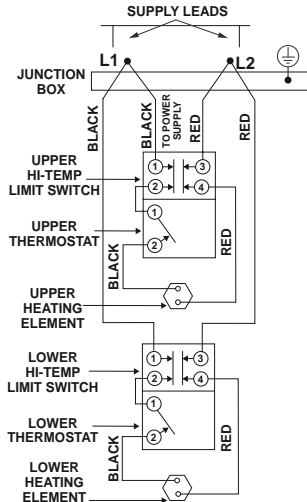 SUPPLY LEADS
L1
L2
JUNCTION
BOX
BLACK
BLACK
TO POWER
SUPPLY
RED
RED
UPPER
HI-TEMP
LIMIT SWITCH
1
3
2
4
UPPER
THERMOSTAT
1
2
BLACK
RED
UPPER
HEATING
ELEMENT
LOWER
HI-TEMP
LIMIT SWITCH
1
3
2
4
LOWER
THERMOSTAT
1
2
BLACK
RED
LOWER
HEATING
ELEMENT